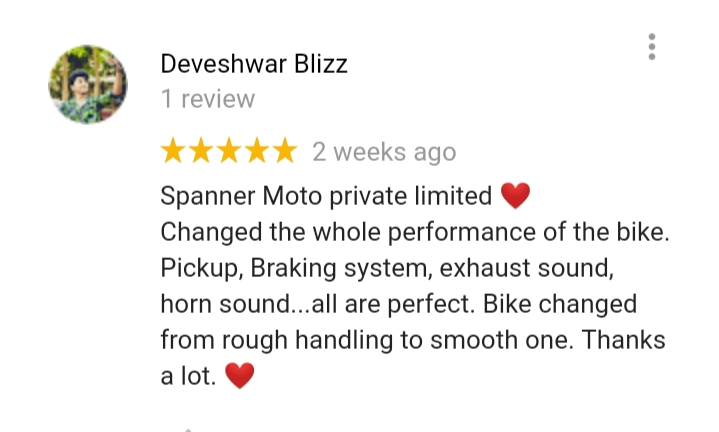 Deveshwar Blizz
1 review
★★★★★ 2 weeks ago
Spanner Moto private limited ❤️
Changed the whole performance of the bike.
Pickup, Braking system, exhaust sound,
horn sound...all are perfect. Bike changed
from rough handling to smooth one. Thanks
a lot. ❤️